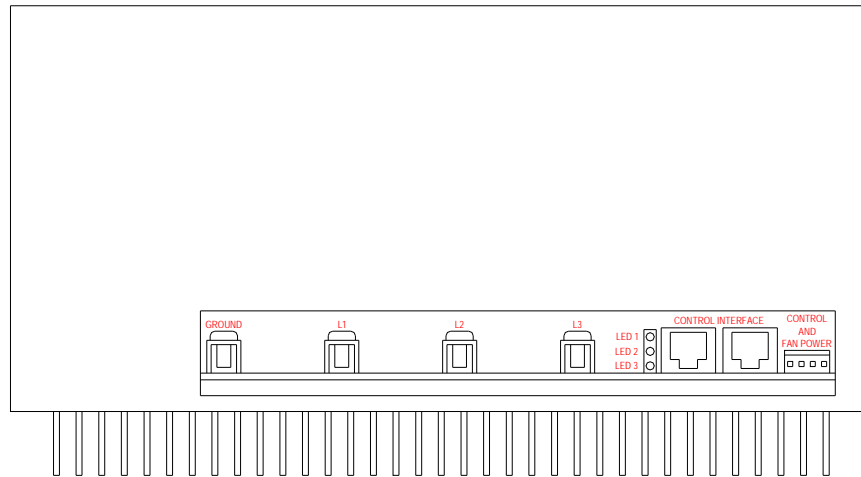 GROUND
L1
L2
L3
LED 1
LED 2
LED 3
CONTROL INTERFACE
CONTROL
AND
FAN POWER